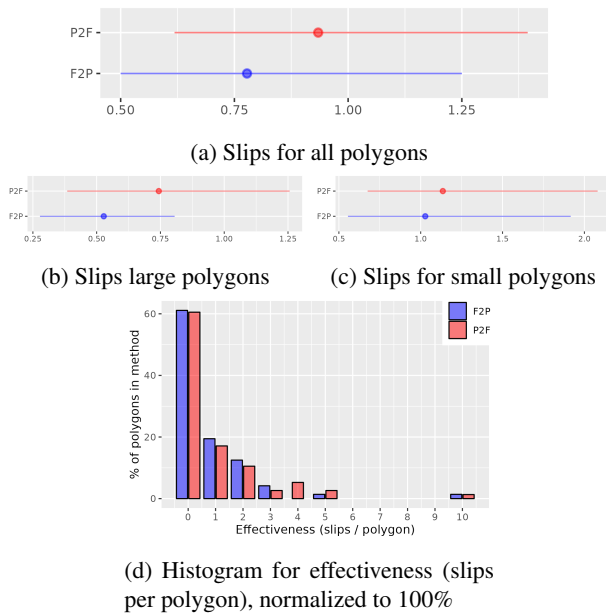 P2F
F2P
0.50 0.75 1.00 1.25
(a) Slips for all polygons
P2F
F2P
0.25 0.50 0.75 1.00 1.25
(b) Slips large polygons
P2F
F2P
0.5 1.0 1.5 2.0
(c) Slips for small polygons
F2P
P2F
% of polygons in method
60
40
20
0
0 1 2 3 4 5 6 7 8 9 10
Effectiveness (slips / polygon)
(d) Histogram for effectiveness (slips
per polygon), normalized to 100%